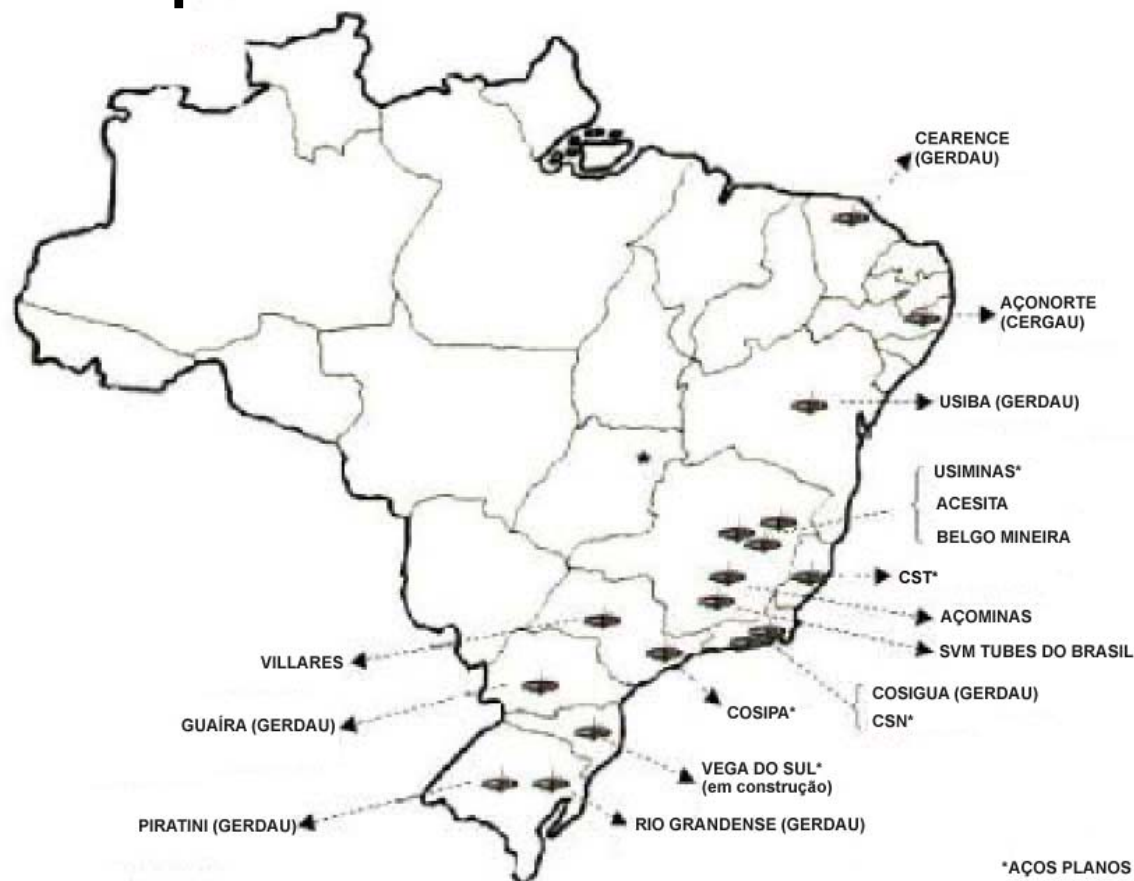 CEARENCE
(GERDAU)
AÇONORTE
(CERGAU)
USIBA (GERDAU)
USIMINAS*
ACESITA
BELGO MINEIRA
CST*
AÇOMINAS
SVM TUBES DO BRASIL
VILLARES
COSIGUA (GERDAU)
CSN*
COSIPA*
GUAÍRA (GERDAU)
VEGA DO SUL*
(em construção)
PIRATINI (GERDAU)
RIO GRANDENSE (GERDAU)
*AÇOS PLANOS